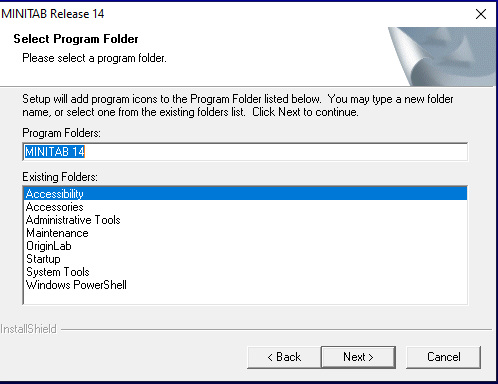 MINITAB Release 14
Select Program Folder
Please select a program folder.
Setup will add program icons to the Program Folder listed below. You may type a new folder
name, or select one from the existing folders list. Click Next to continue.
Program Folders:
MINITAB 14
Existing Folders:
Accessibility
Accessories
Administrative Tools
Maintenance
OriginLab
Startup
System Tools
Windows PowerShell
InstallShield
< Back
Next >
Cancel